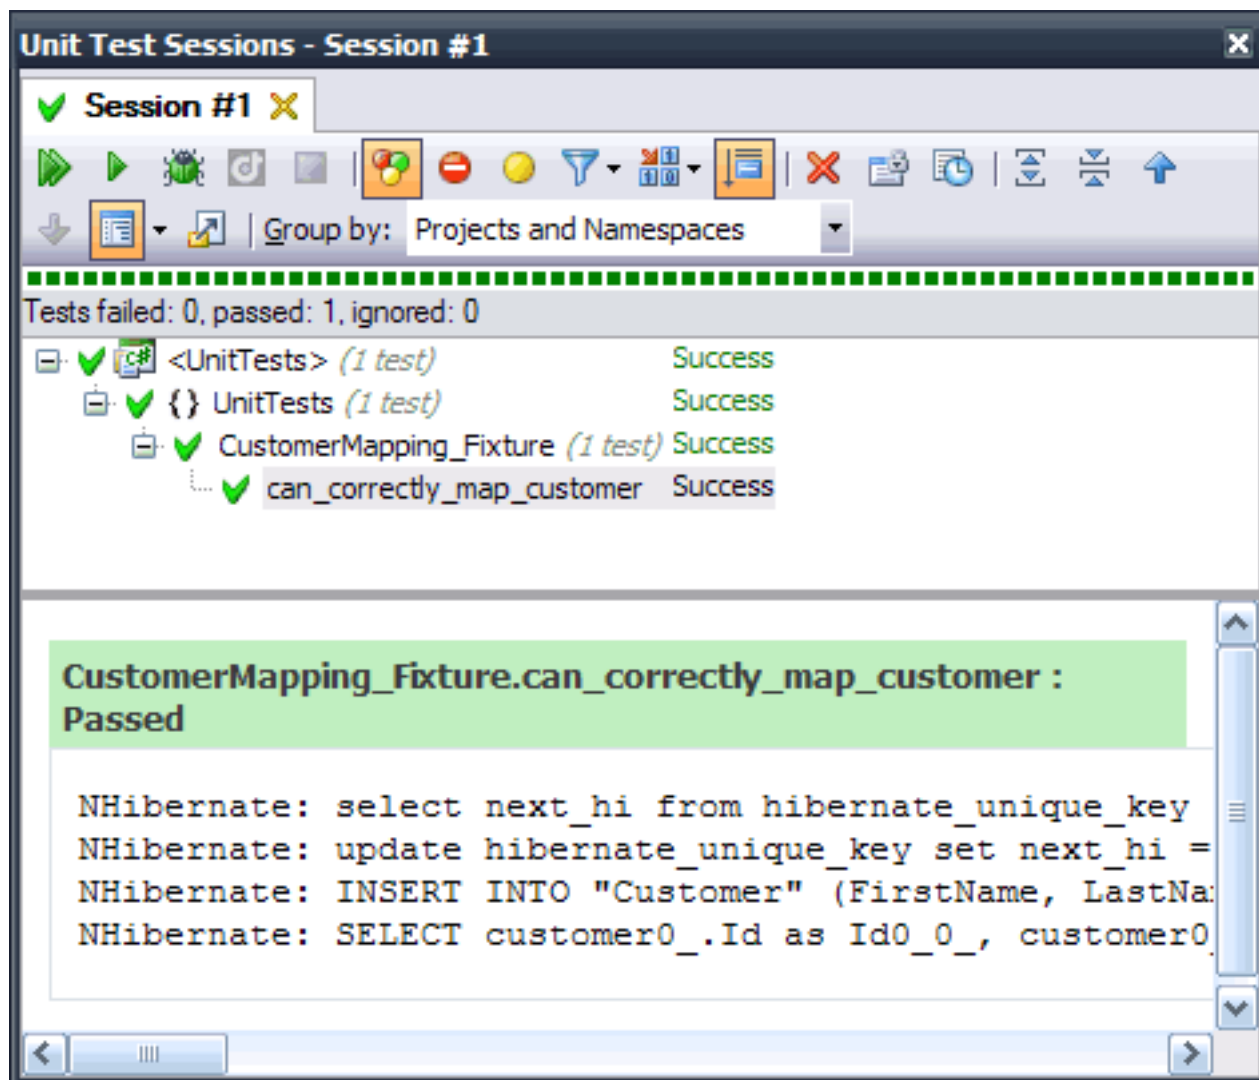 Unit Test Sessions - Session #1
Session #1
Group by: Projects and Namespaces
Tests failed: 0, passed: 1, ignored: 0
<UnitTests> (1 test) Success
{} UnitTests (1 test) Success
CustomerMapping_Fixture (1 test) Success
can_correctly_map_customer Success
CustomerMapping_Fixture.can_correctly_map_customer :
Passed
NHibernate: select next_hi from hibernate_unique_key
NHibernate: update hibernate_unique_key set next_hi =
NHibernate: INSERT INTO "Customer" (FirstName, LastNa
NHibernate: SELECT customer0_.Id as Id0_0_, customer0_